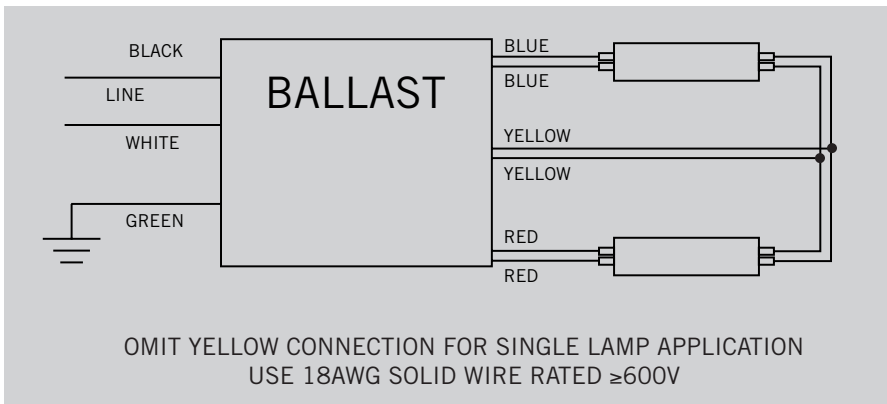 BLACK
LINE
WHITE
GREEN
BALLAST
BLUE
BLUE
YELLOW
YELLOW
RED
RED
OMIT YELLOW CONNECTION FOR SINGLE LAMP APPLICATION
USE 18AWG SOLID WIRE RATED ≥600V